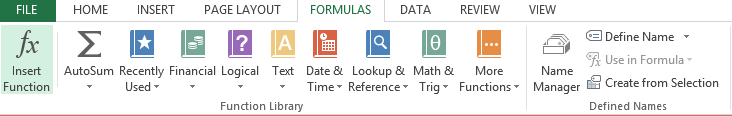 FILE HOME INSERT PAGE LAYOUT FORMULAS DATA REVIEW VIEW
fx Σ ? A θ
Insert Function
AutoSum
Recently Used
Financial
Logical
Text
Date & Time
Lookup & Reference
Math & Trig
More Functions
Name Manager
Define Name
Use in Formula
Create from Selection
Function Library
Defined Names